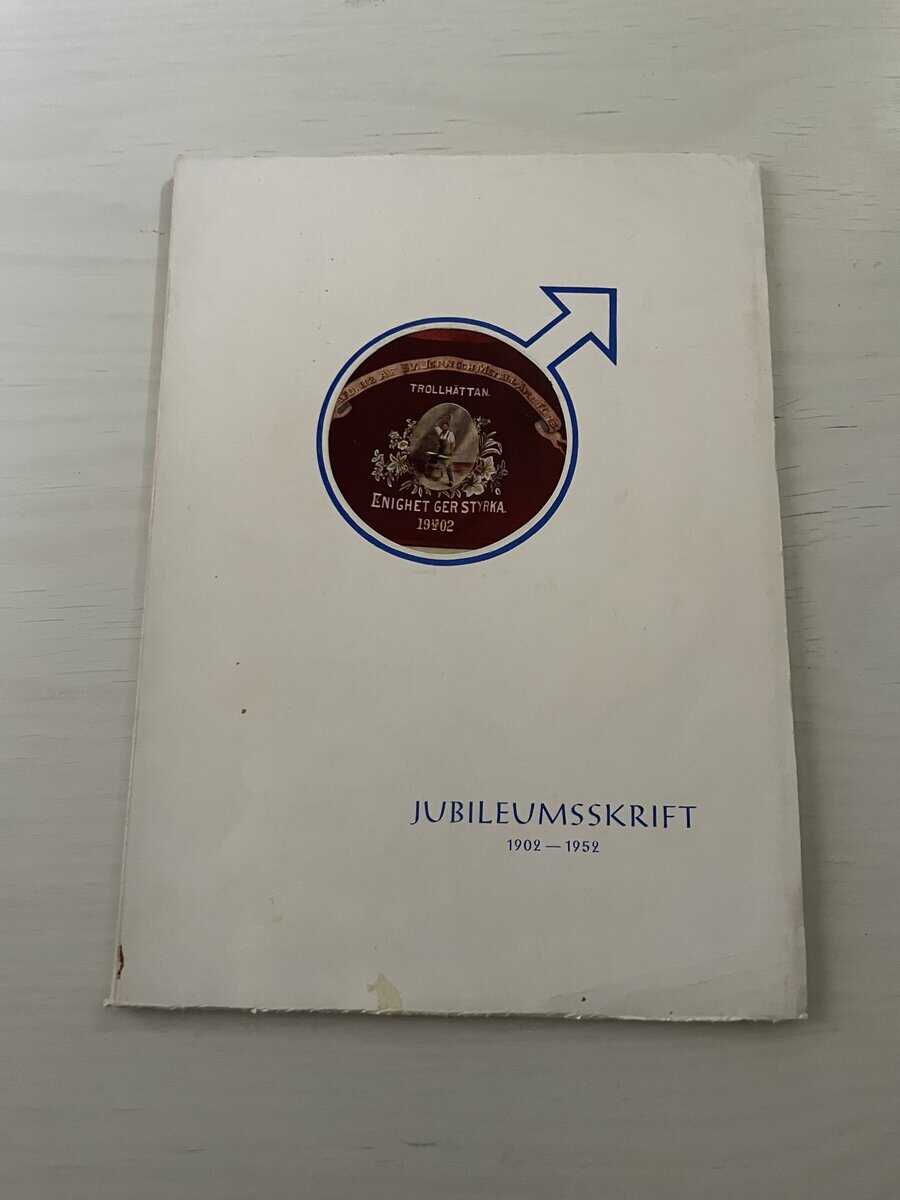 TROLLHÄTTAN.
ENIGHET GER STYRKA.
1902
JUBILEUMSSKRIFT
1902 — 1952